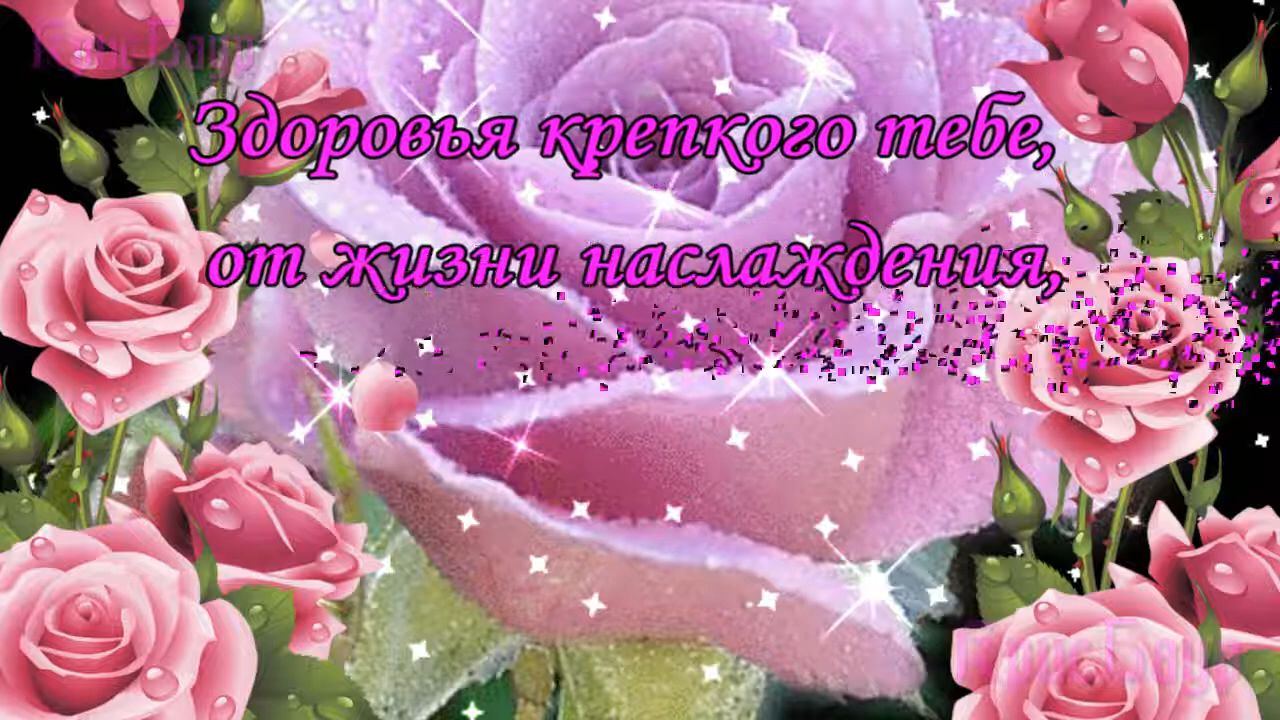 Здоровья крепкого тебе,
от жизни наслаждения,